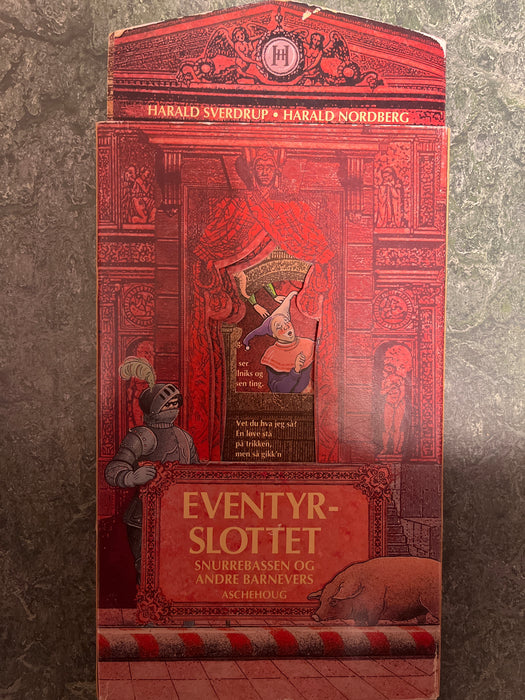 HH
HARALD SVERDRUP • HARALD NORDBERG
ser
lniks og
sen ting.
Vet du hva jeg så?
En løve stå
på trikken,
men så gikk'n
EVENTYR-
SLOTTET
SNURREBASSEN OG
ANDRE BARNEVERS
ASCHEHOUG